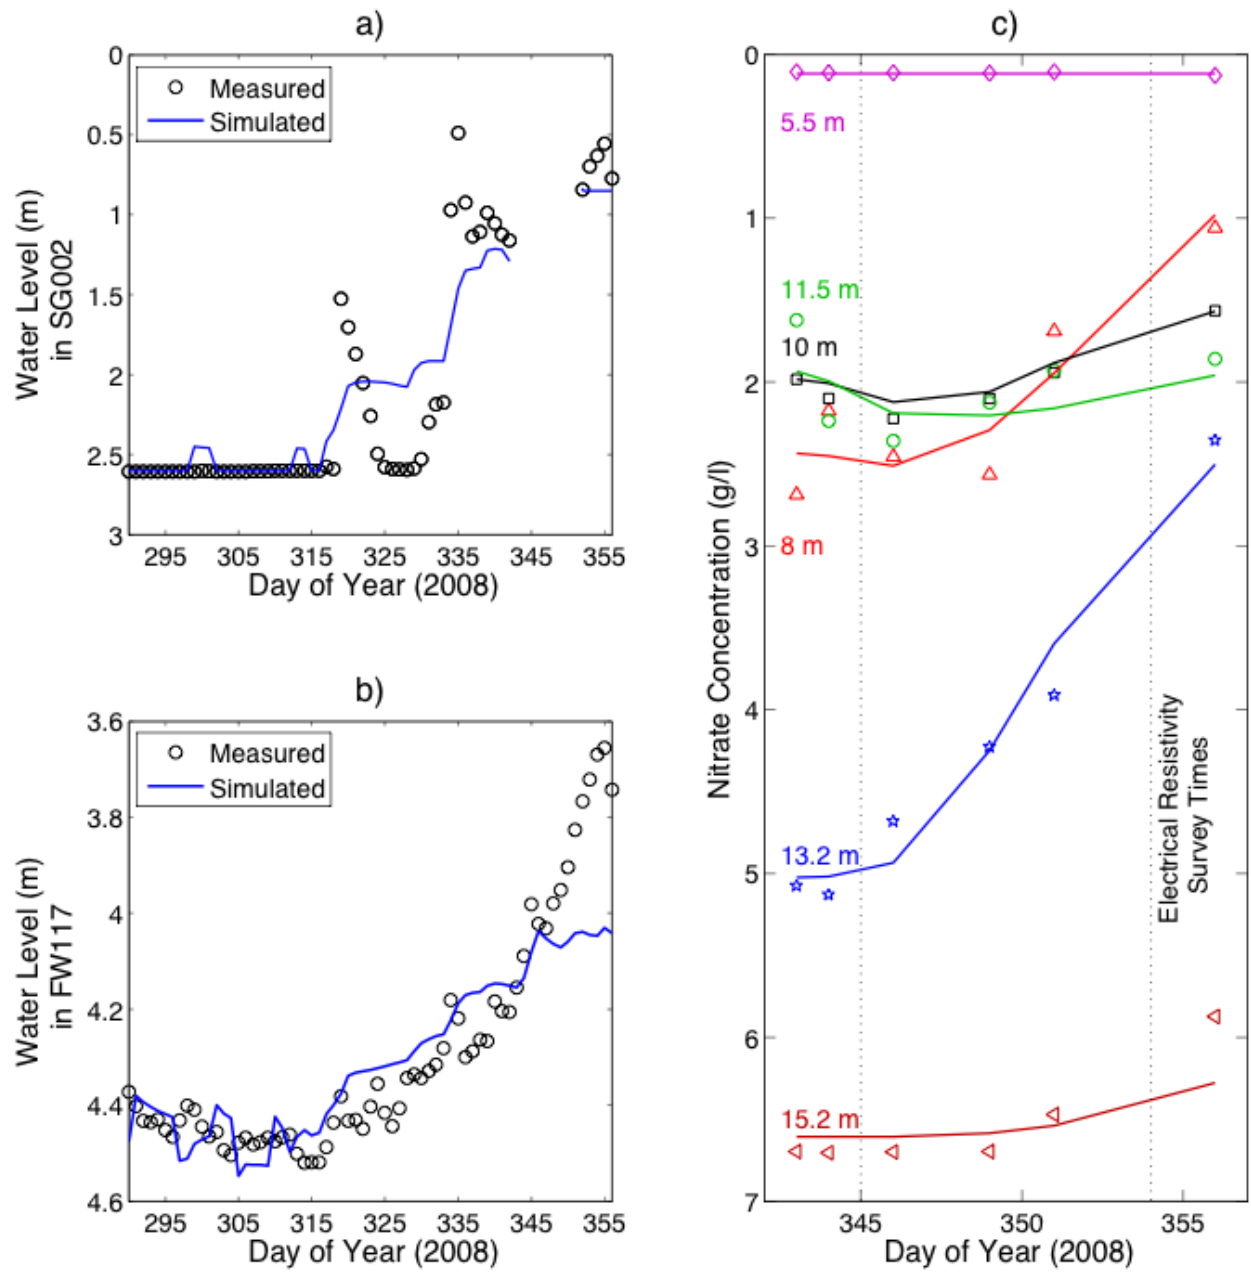 a)
0
0.5
1
1.5
2
2.5
3
295
305
315
325
335
345
355
Measured
Simulated
Water Level (m)
in SG002
Day of Year (2008)
b)
3.6
3.8
4
4.2
4.4
4.6
295
305
315
325
335
345
355
Measured
Simulated
Water Level (m)
in FW117
Day of Year (2008)
c)
0
1
2
3
4
5
6
7
345
350
355
5.5 m
11.5 m
10 m
8 m
13.2 m
15.2 m
Nitrate Concentration (g/l)
Electrical Resistivity
Survey Times
Day of Year (2008)